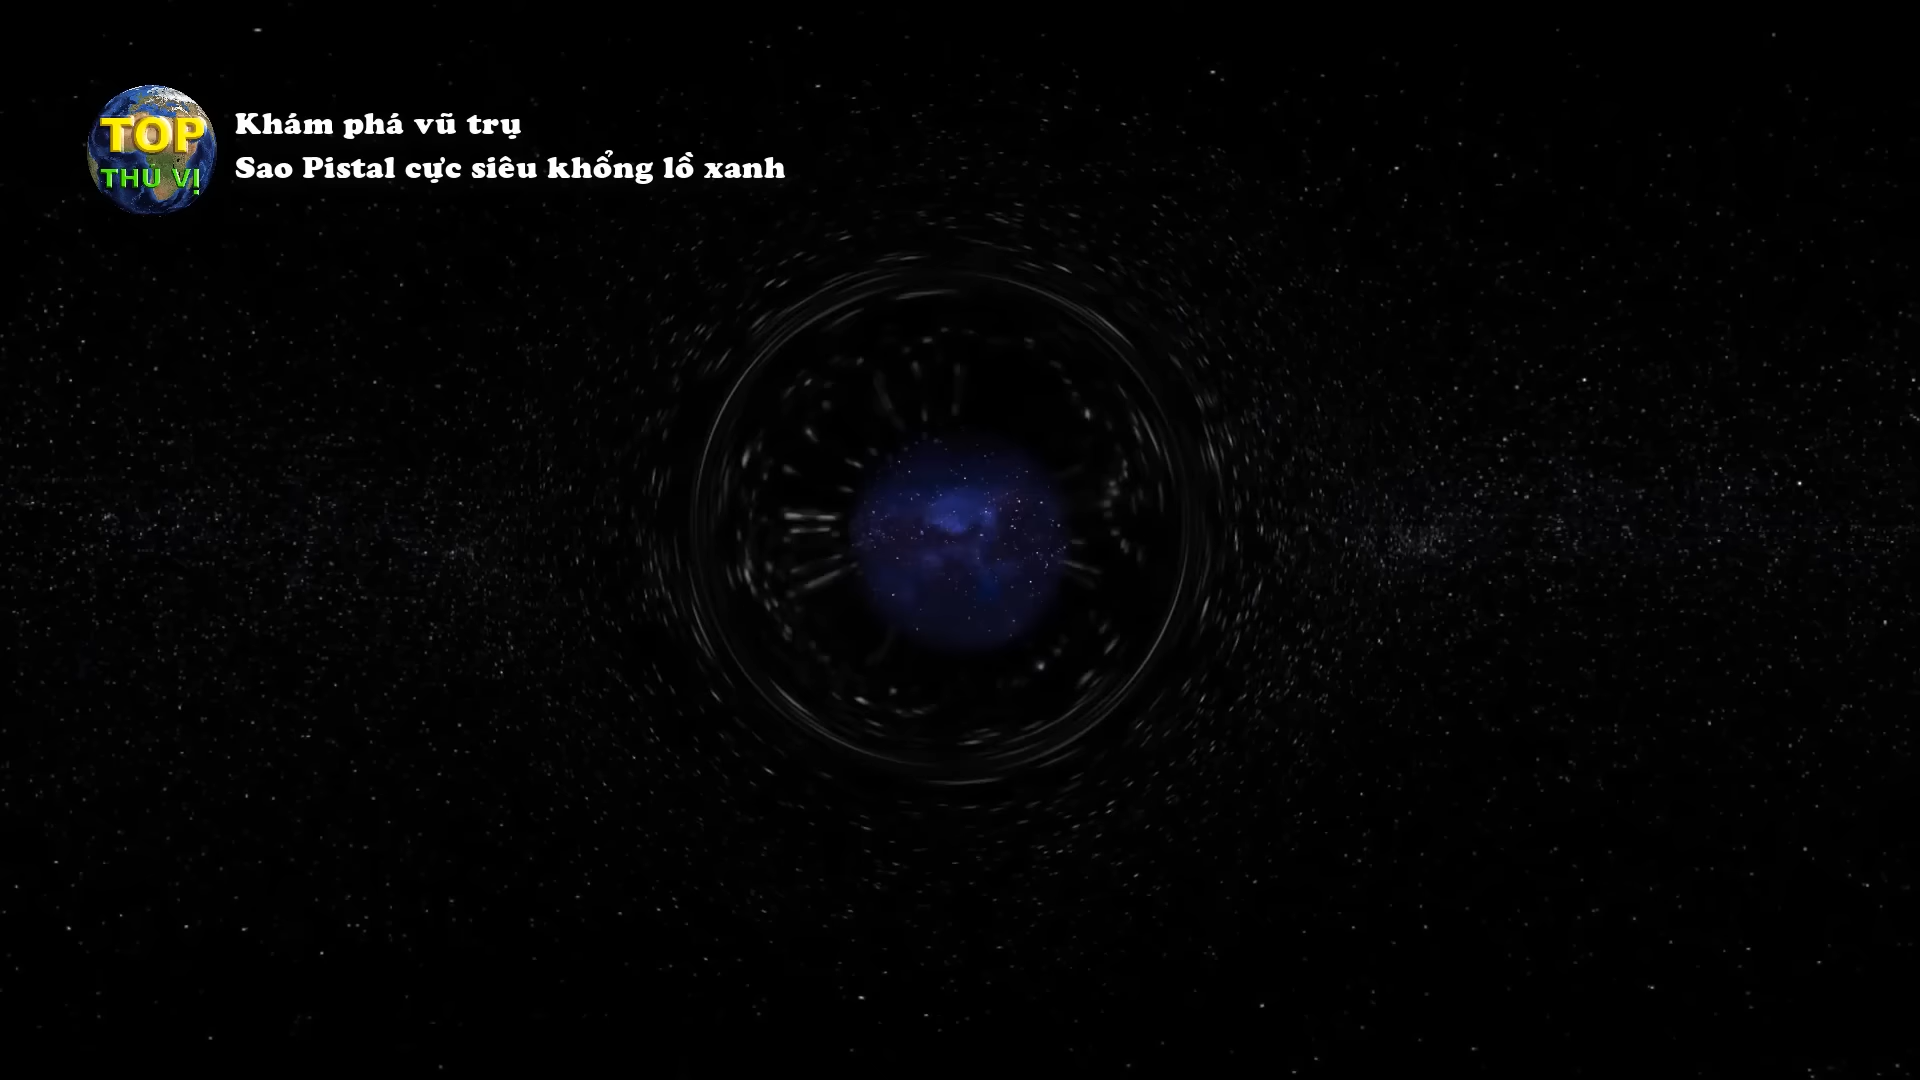 TOP
THÚ VỊ
Khám phá vũ trụ
Sao Pistal cực siêu khổng lồ xanh